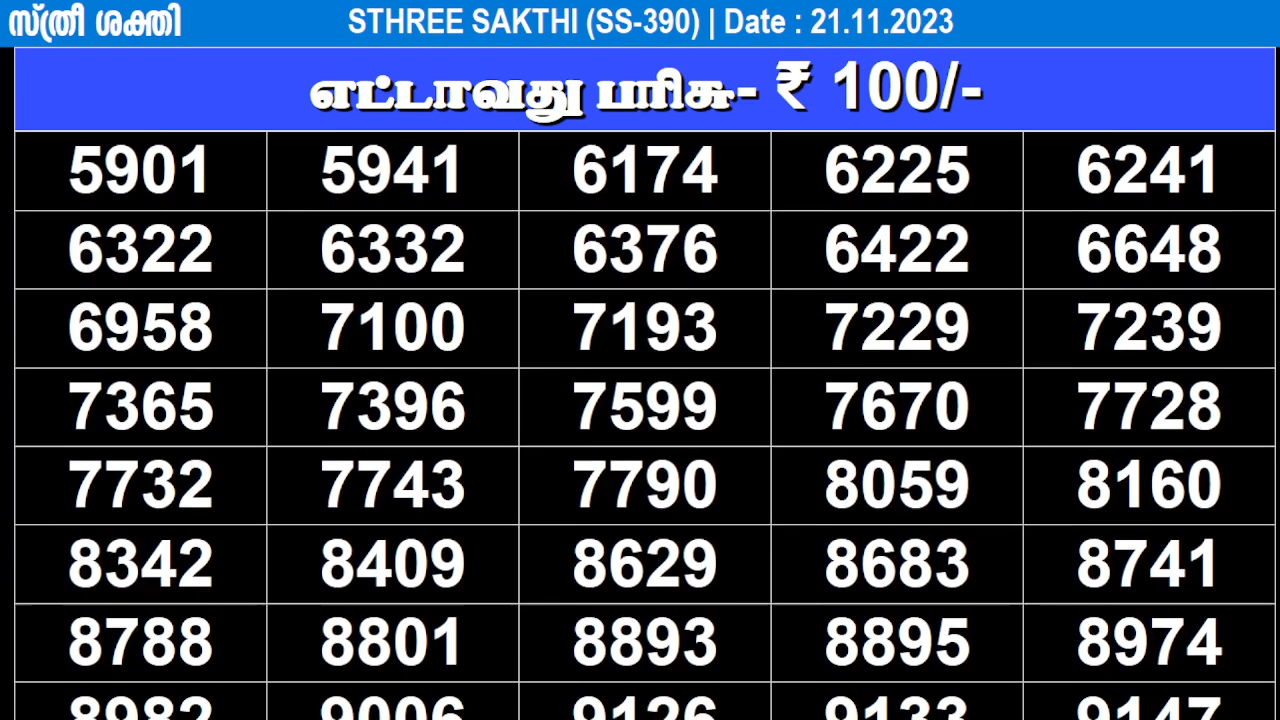 സ്ത്രീ ശക്തി STHREE SAKTHI (SS-390) | Date : 21.11.2023
எட்டாவது பரிசு- ₹ 100/-
5901 5941 6174 6225 6241
6322 6332 6376 6422 6648
6958 7100 7193 7229 7239
7365 7396 7599 7670 7728
7732 7743 7790 8059 8160
8342 8409 8629 8683 8741
8788 8801 8893 8895 8974
8982 9006 9126 9133 9147